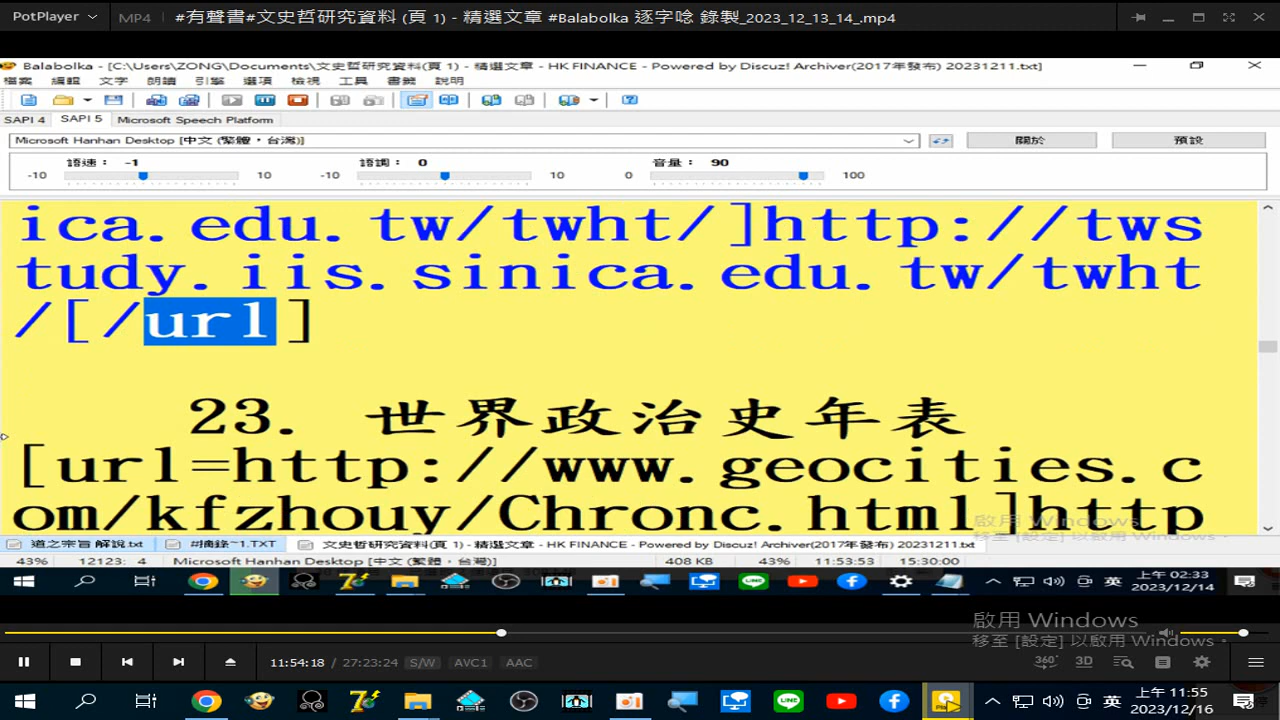 PotPlayer MP4 #有聲書#文史哲研究資料 (頁 1) - 精選文章 #Balabolka 逐字唸 錄製_2023_12_13_14_.mp4
Balabolka - [C:\Users\ZONG\Documents\文史哲研究資料(頁 1) - 精選文章 - HK FINANCE - Powered by Discuz! Archiver(2017年發布) 20231211.txt]
檔案 編輯 文字 朗讀 引擎 選項 檢視 工具 書籤 說明
SAPI 4 SAPI 5 Microsoft Speech Platform
Microsoft Hanhan Desktop [中文 (繁體，台灣)] 關於 預設
語速： -1 語調： 0 音量： 90
-10 10 -10 10 0 100
ica.edu.tw/twht/]http://tws
tudy.iis.sinica.edu.tw/twht
/[/url]
23. 世界政治史年表
[url=http://www.geocities.c
om/kfzhouy/Chronc.html]http
啟用 Windows
移至 [設定] 以啟用 Windows。
道之宗旨 解說.txt #摘錄~1.TXT 文史哲研究資料(頁 1) - 精選文章 - HK FINANCE - Powered by Discuz! Archiver(2017年發布) 20231211.txt
43% 12123: 4 Microsoft Hanhan Desktop [中文 (繁體，台灣)] 408 KB 43% 11:53:53 15:30:00
英 上午 02:33
2023/12/14
啟用 Windows
移至 [設定] 以啟用 Windows。
11:54:18 / 27:23:24 S/W AVC1 AAC 360° 3D
英 上午 11:55
2023/12/16